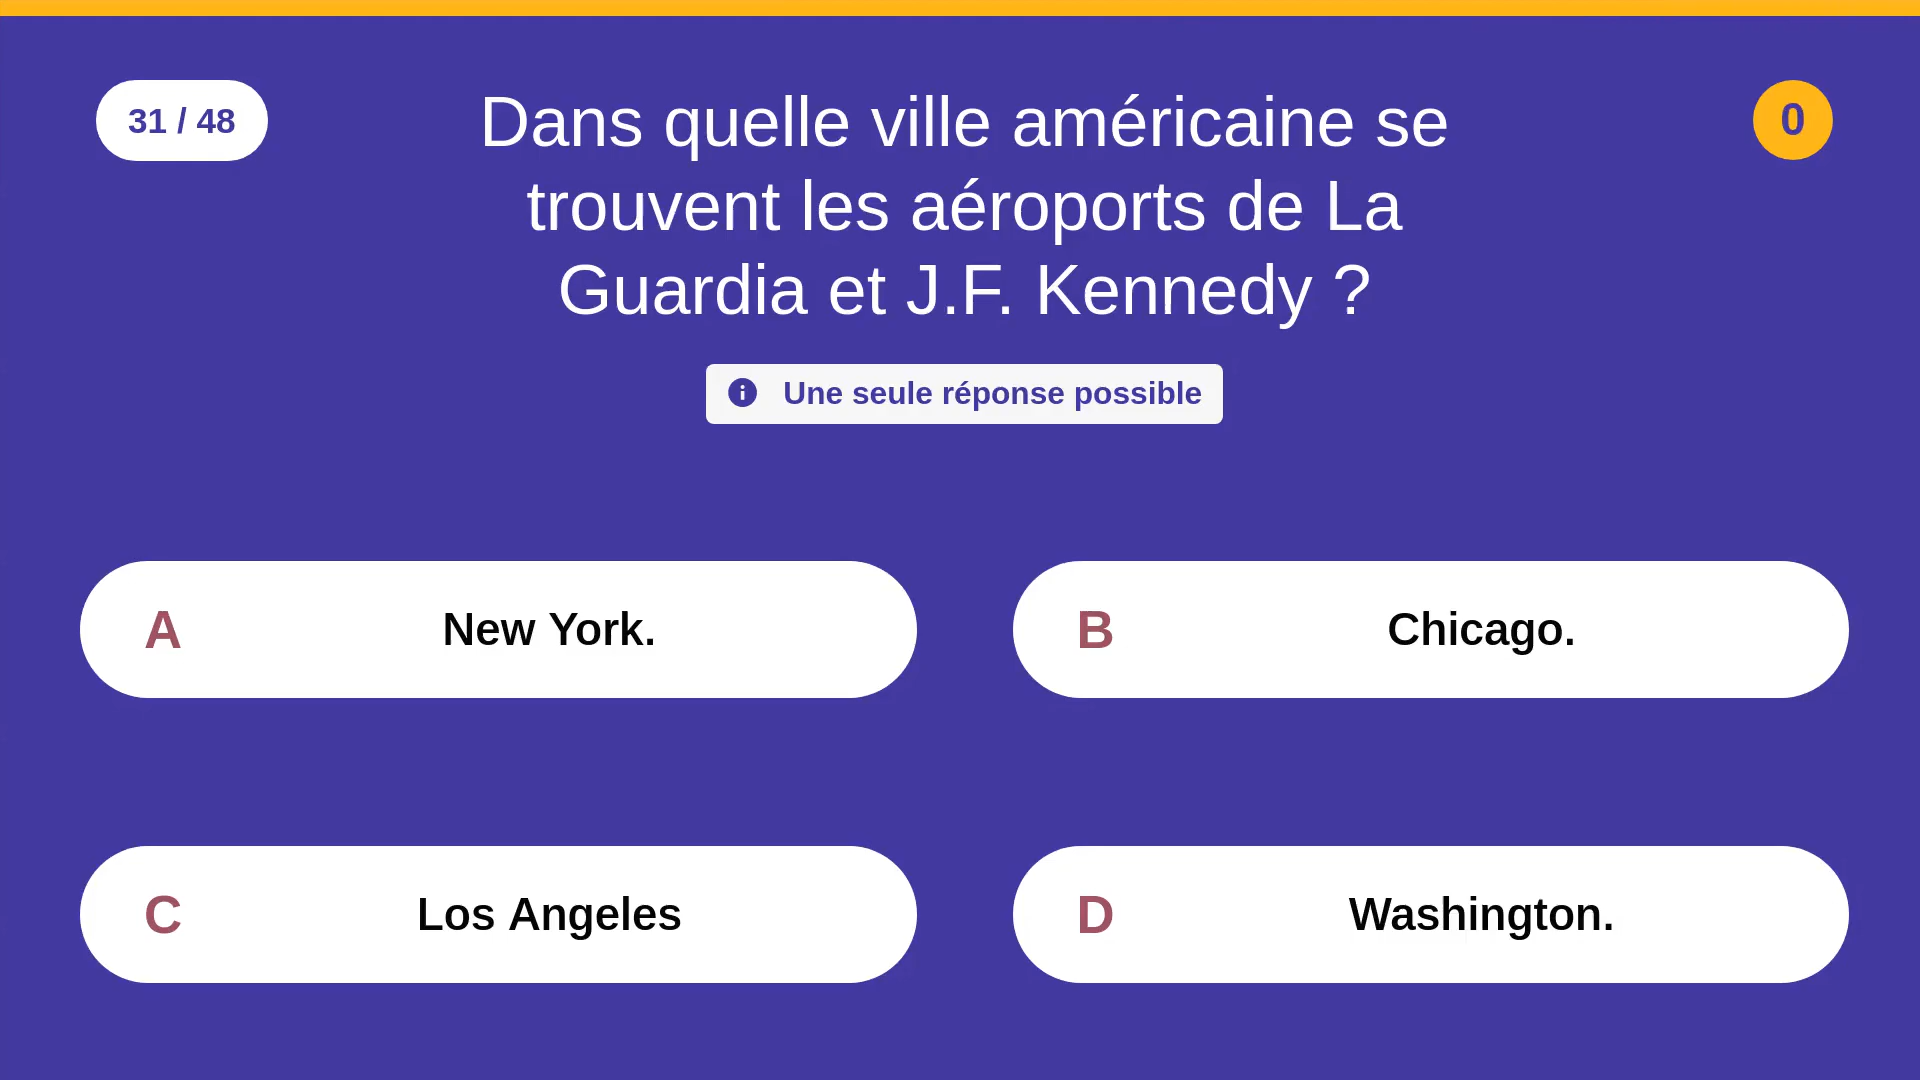 31 / 48
Dans quelle ville américaine se
trouvent les aéroports de La
Guardia et J.F. Kennedy ?
0
Une seule réponse possible
A New York.
B Chicago.
C Los Angeles
D Washington.